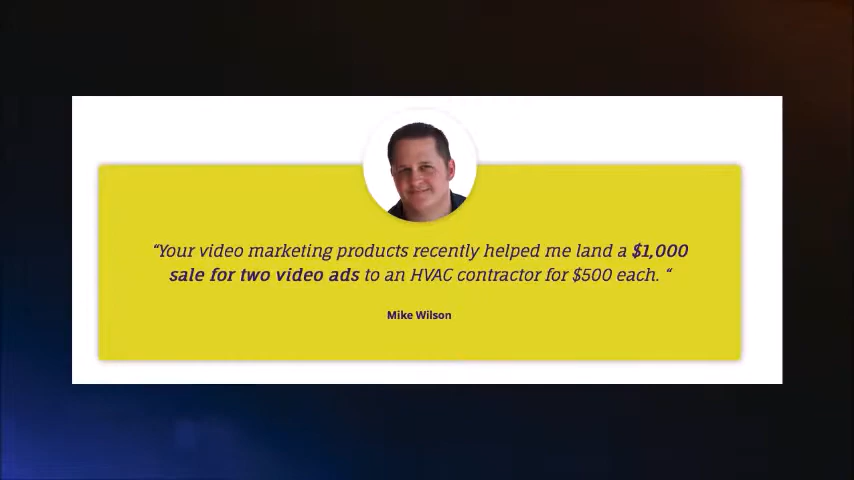 “Your video marketing products recently helped me land a $1,000
sale for two video ads to an HVAC contractor for $500 each. “
Mike Wilson